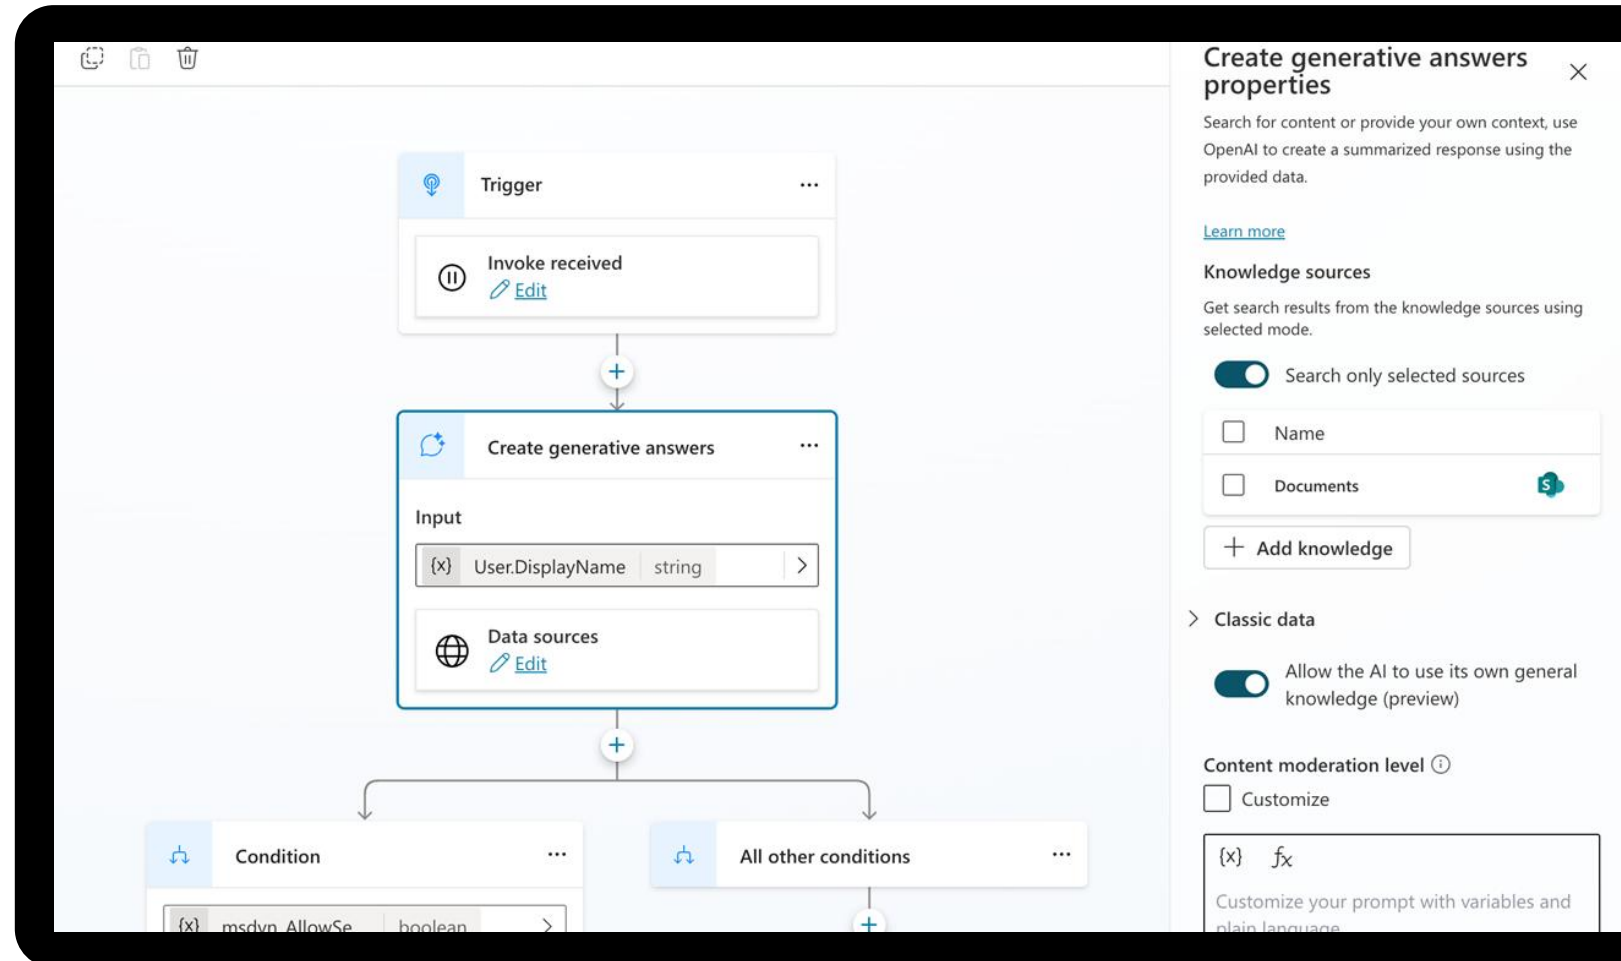 Trigger
Invoke received
Edit
Create generative answers
Input
{x} User.DisplayName string
Data sources
Edit
Condition
{x} msdyn_AllowSe boolean
All other conditions
Create generative answers
properties
Search for content or provide your own context, use
OpenAI to create a summarized response using the
provided data.
Learn more
Knowledge sources
Get search results from the knowledge sources using
selected mode.
Search only selected sources
Name
Documents
S
Add knowledge
Classic data
Allow the AI to use its own general
knowledge (preview)
Content moderation level
Customize
{x} fx
Customize your prompt with variables and
plain language